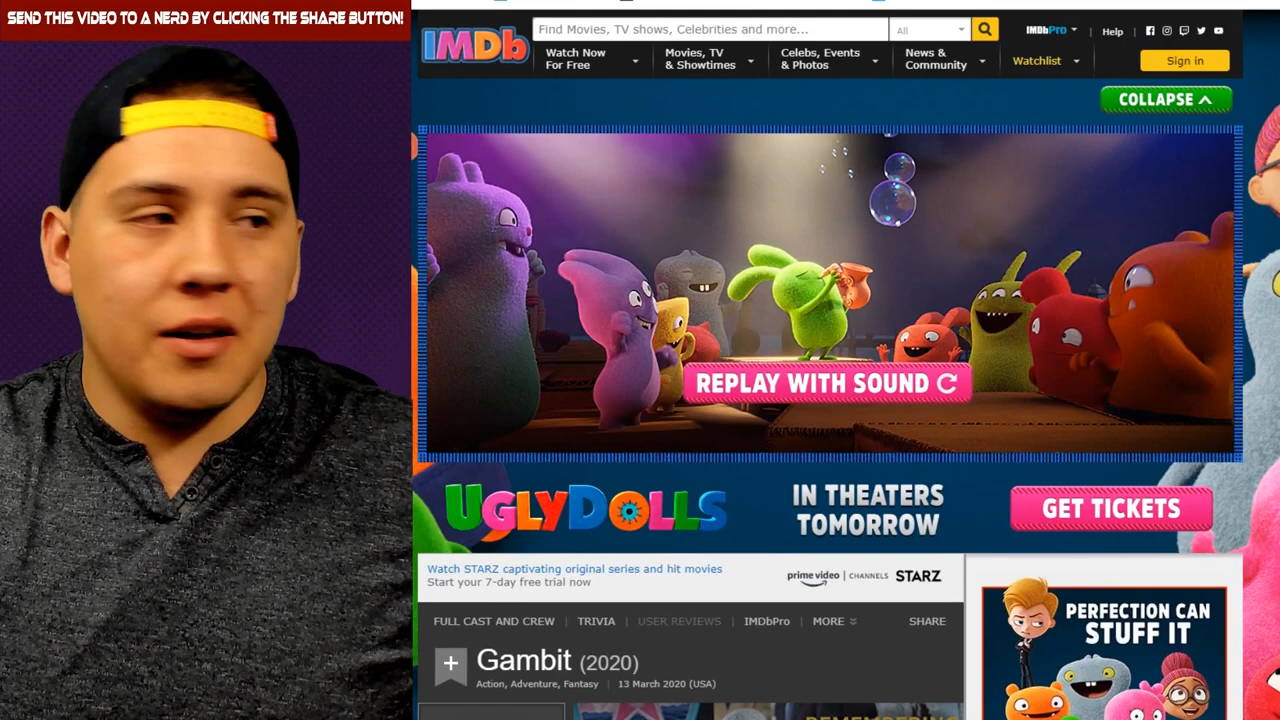 SEND THIS VIDEO TO A NERD BY CLICKING THE SHARE BUTTON!
IMDb
Find Movies, TV shows, Celebrities and more...
All
IMDbPro
Help
Watch Now
For Free
Movies, TV
& Showtimes
Celebs, Events
& Photos
News &
Community
Watchlist
Sign in
COLLAPSE
REPLAY WITH SOUND
UGLYDOLLS
IN THEATERS
TOMORROW
GET TICKETS
Watch STARZ captivating original series and hit movies
Start your 7-day free trial now
prime video | CHANNELS STARZ
FULL CAST AND CREW | TRIVIA | USER REVIEWS | IMDbPro | MORE
SHARE
+ Gambit (2020)
Action, Adventure, Fantasy | 13 March 2020 (USA)
PERFECTION CAN
STUFF IT
REMEMBERING